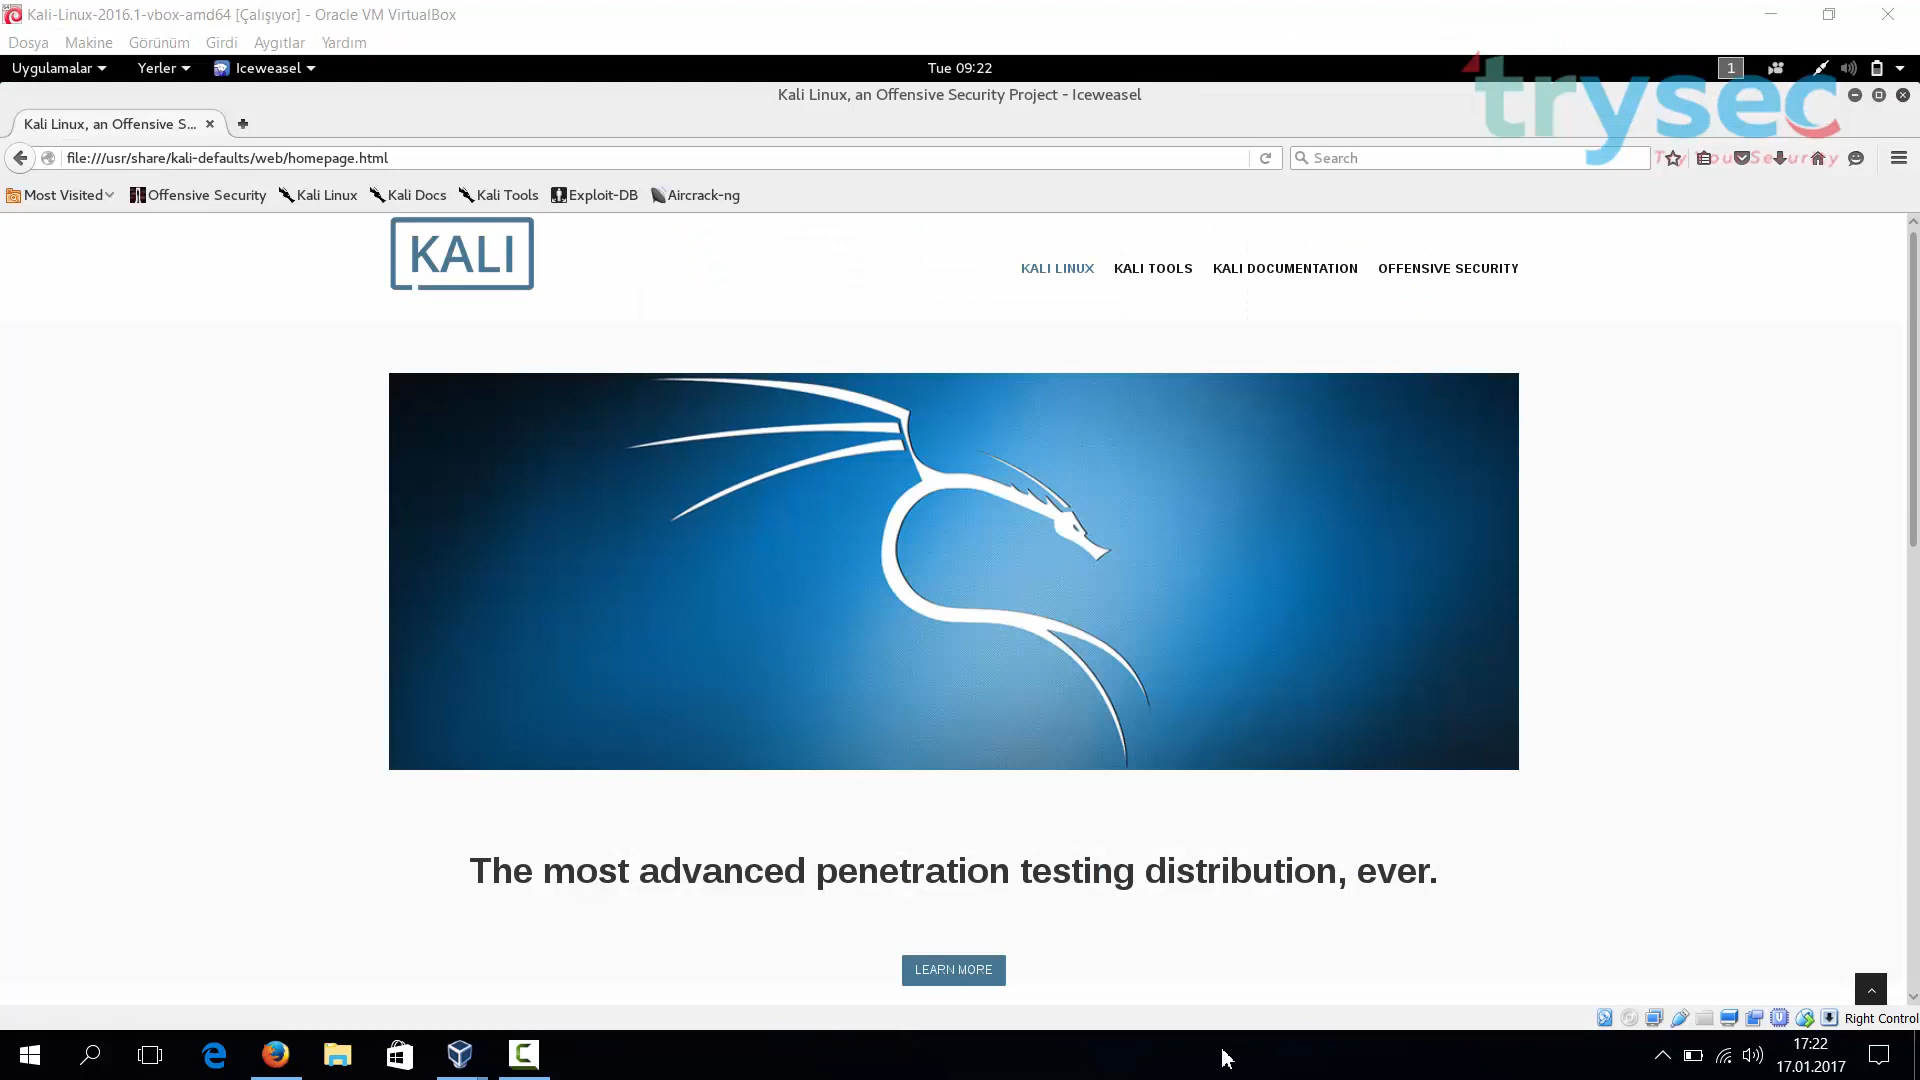 Kali-Linux-2016.1-vbox-amd64 [Çalışıyor] - Oracle VM VirtualBox
Dosya Makine Görünüm Girdi Aygıtlar Yardım
Uygulamalar Yerler Iceweasel Tue 09:22 1
trysec
Try Your Security
Kali Linux, an Offensive Security Project - Iceweasel
Kali Linux, an Offensive S...
file:///usr/share/kali-defaults/web/homepage.html Search
Most Visited Offensive Security Kali Linux Kali Docs Kali Tools Exploit-DB Aircrack-ng
KALI
KALI LINUX KALI TOOLS KALI DOCUMENTATION OFFENSIVE SECURITY
The most advanced penetration testing distribution, ever.
LEARN MORE
Right Control
17:22
17.01.2017